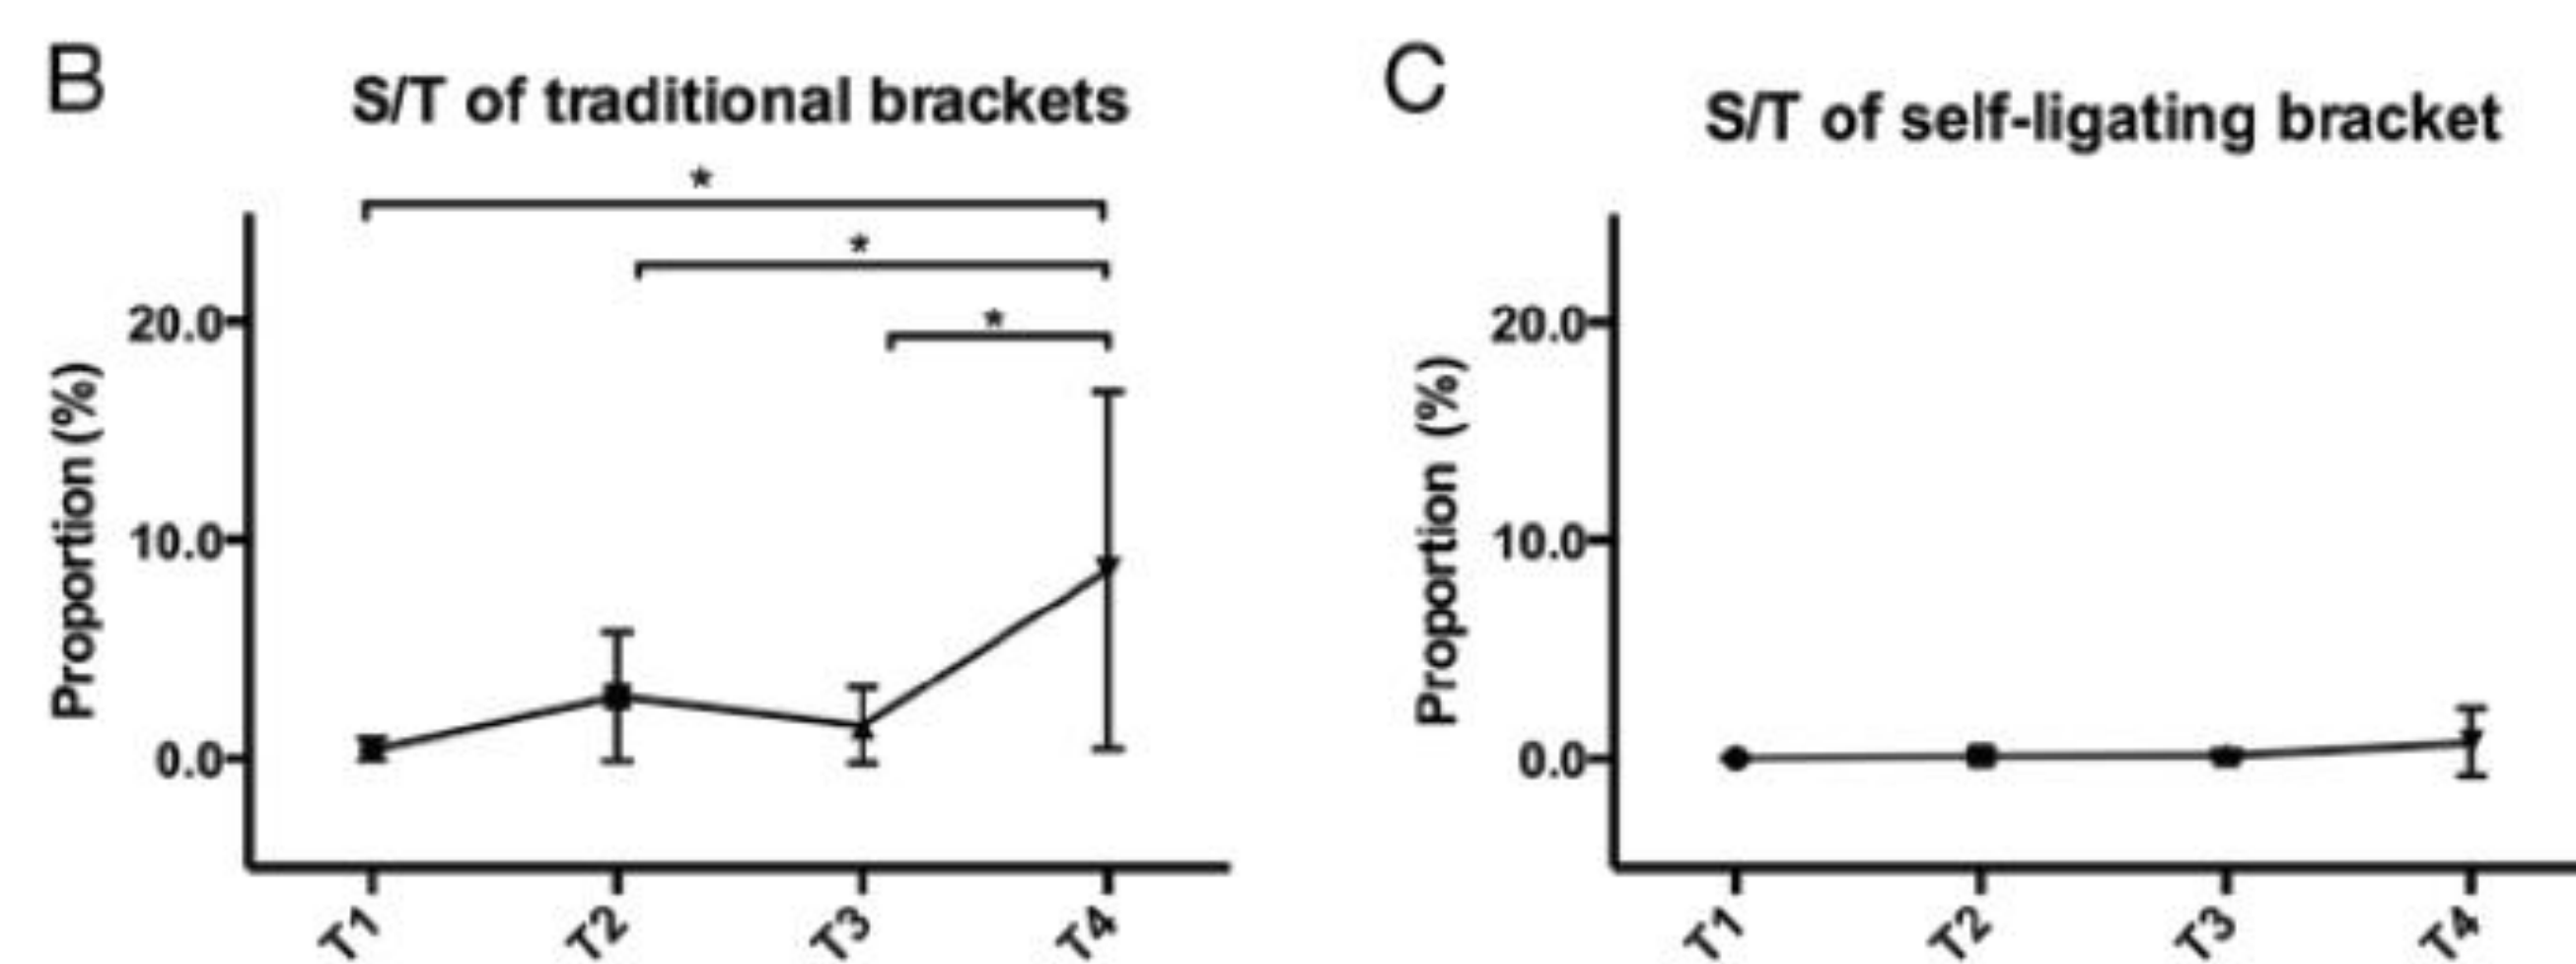 B
S/T of traditional brackets
*
*
*
20.0
10.0
0.0
Proportion (%)
T1 T2 T3 T4
C
S/T of self-ligating bracket
20.0
10.0
0.0
Proportion (%)
T1 T2 T3 T4